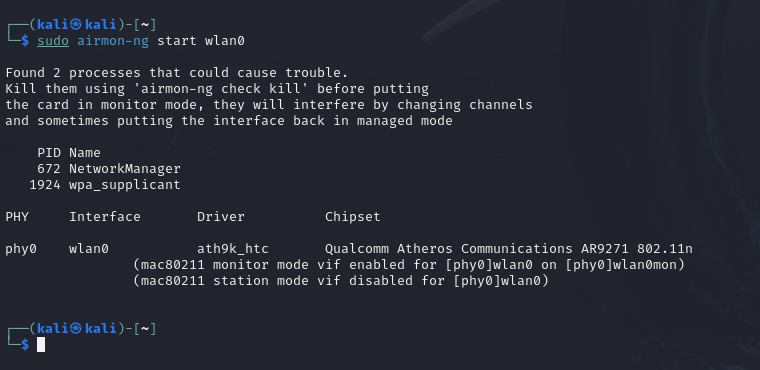 ┌──(kali㉿kali)-[~]
└─$ sudo airmon-ng start wlan0
Found 2 processes that could cause trouble.
Kill them using 'airmon-ng check kill' before putting
the card in monitor mode, they will interfere by changing channels
and sometimes putting the interface back in managed mode
PID Name
672 NetworkManager
1924 wpa_supplicant
PHY Interface Driver Chipset
phy0 wlan0 ath9k_htc Qualcomm Atheros Communications AR9271 802.11n
(mac80211 monitor mode vif enabled for [phy0]wlan0 on [phy0]wlan0mon)
(mac80211 station mode vif disabled for [phy0]wlan0)
┌──(kali㉿kali)-[~]
└─$